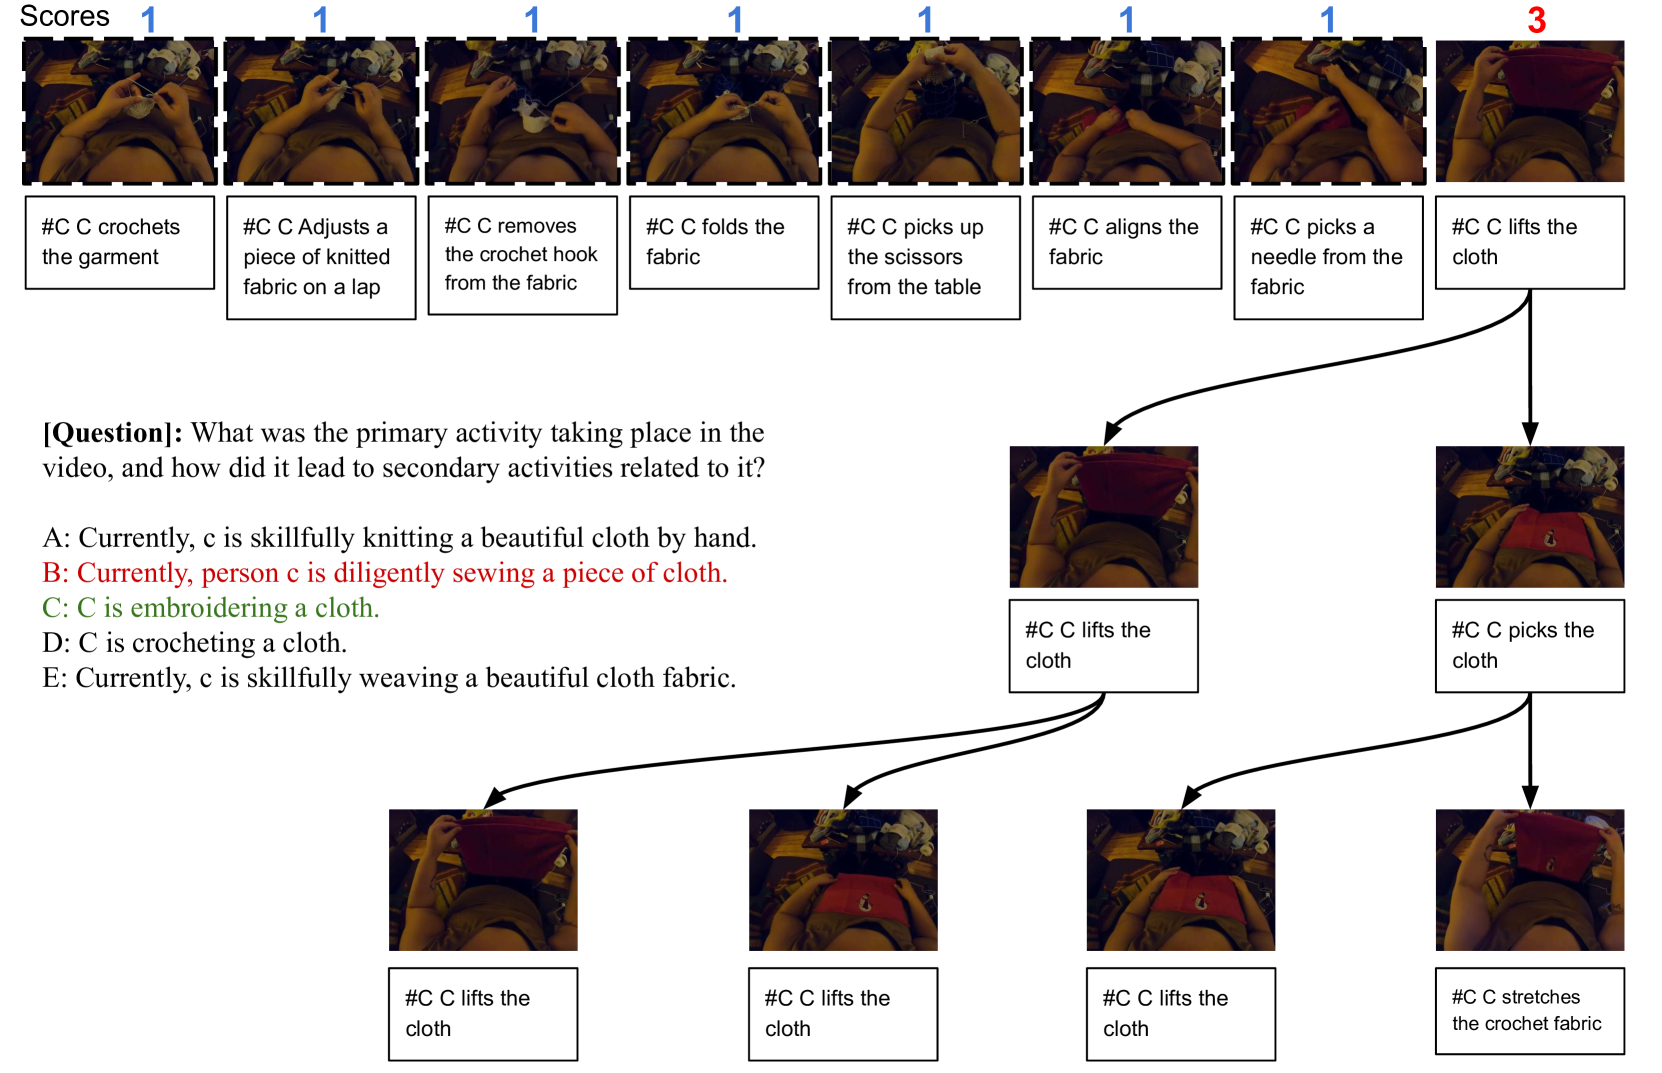 Scores 1 1 1 1 1 1 1 3
#C C crochets
the garment
#C C Adjusts a
piece of knitted
fabric on a lap
#C C removes
the crochet hook
from the fabric
#C C folds the
fabric
#C C picks up
the scissors
from the table
#C C aligns the
fabric
#C C picks a
needle from the
fabric
#C C lifts the
cloth
[Question]: What was the primary activity taking place in the
video, and how did it lead to secondary activities related to it?
A: Currently, c is skillfully knitting a beautiful cloth by hand.
B: Currently, person c is diligently sewing a piece of cloth.
C: C is embroidering a cloth.
D: C is crocheting a cloth.
E: Currently, c is skillfully weaving a beautiful cloth fabric.
#C C lifts the
cloth
#C C picks the
cloth
#C C lifts the
cloth
#C C lifts the
cloth
#C C lifts the
cloth
#C C stretches
the crochet fabric